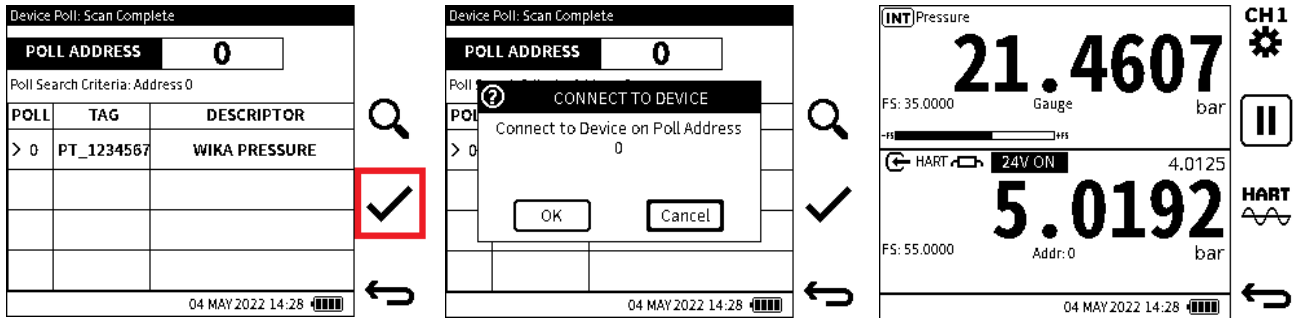 Device Poll: Scan Complete
POLL ADDRESS 0
Poll Search Criteria: Address 0
POLL TAG DESCRIPTOR
> 0 PT_1234567 WIKA PRESSURE
04 MAY 2022 14:28
Device Poll: Scan Complete
POLL ADDRESS 0
Poll
CONNECT TO DEVICE
Connect to Device on Poll Address
0
OK Cancel
> 0
04 MAY 2022 14:28
INT Pressure
CH1
21.4607
FS: 35.0000 Gauge bar
-FS +FS
HART 24V ON 4.0125
HART
5.0192
FS: 55.0000 Addr: 0 bar
04 MAY 2022 14:28